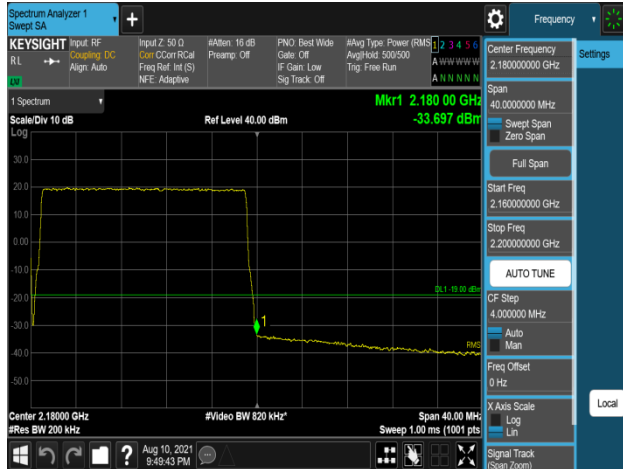 Spectrum Analyzer 1
Swept SA
Frequency
KEYSIGHT
RL
Input: RF
Coupling: DC
Align: Auto
Input Z: 50 Ω
Corr CCorr RCal
Freq Ref: Int (S)
NFE: Adaptive
#Atten: 16 dB
Preamp: Off
PNO: Best Wide
Gate: Off
IF Gain: Low
Sig Track: Off
#Avg Type: Power (RMS
Avg|Hold: 500/500
Trig: Free Run
1 2 3 4 5 6
A W W W W W
A N N N N N
1 Spectrum
Scale/Div 10 dB
Log
Ref Level 40.00 dBm
Mkr1 2.180 00 GHz
-33.697 dBm
30.0
20.0
10.0
0.00
-10.0
-20.0
-30.0
-40.0
-50.0
DL1 -19.00 dBm
1
RMS
Center 2.18000 GHz
#Res BW 200 kHz
#Video BW 820 kHz*
Span 40.00 MHz
Sweep 1.00 ms (1001 pts
Aug 10, 2021
9:49:43 PM
Center Frequency
2.180000000 GHz
Span
40.0000000 MHz
Swept Span
Zero Span
Full Span
Start Freq
2.160000000 GHz
Stop Freq
2.200000000 GHz
AUTO TUNE
CF Step
4.000000 MHz
Auto
Man
Freq Offset
0 Hz
X Axis Scale
Log
Lin
Signal Track
(Span Zoom)
Settings
Local